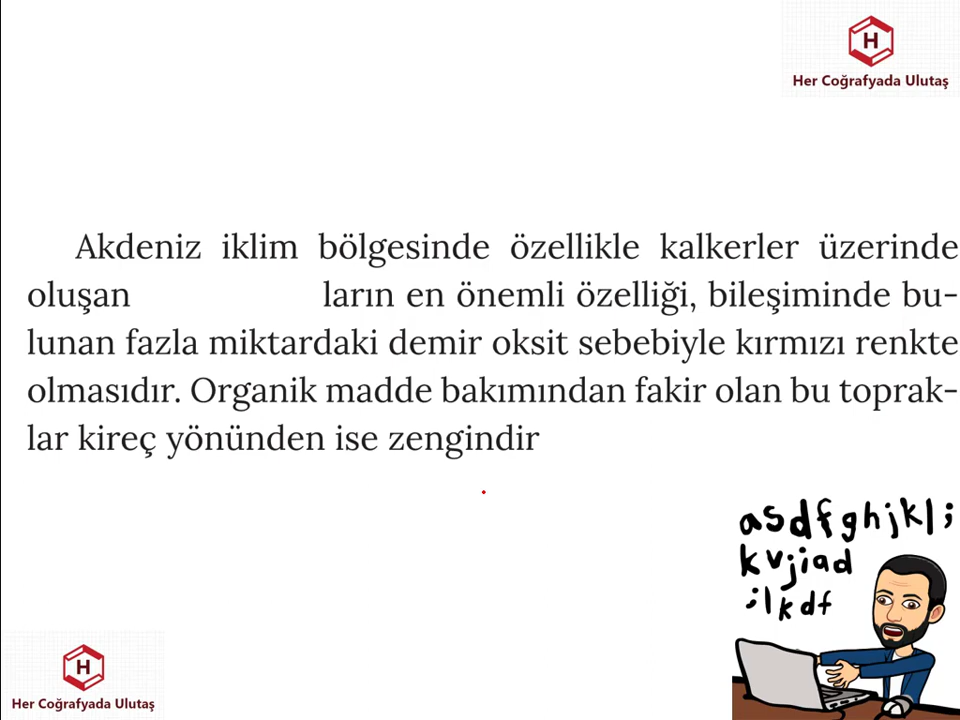 H
Her Coğrafyada Ulutaş
Akdeniz iklim bölgesinde özellikle kalkerler üzerinde
oluşan ların en önemli özelliği, bileşiminde bu-
lunan fazla miktardaki demir oksit sebebiyle kırmızı renkte
olmasıdır. Organik madde bakımından fakir olan bu toprak-
lar kireç yönünden ise zengindir
asdfghjkl;
kvjiad
;lkdf
H
Her Coğrafyada Ulutaş